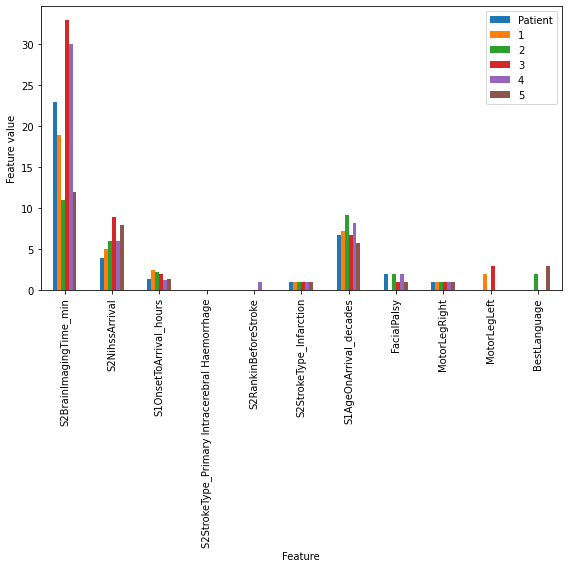 Patient
1
2
3
4
5
Feature value
30
25
20
15
10
5
0
S2BrainImagingTime_min
S2NihssArrival
S1OnsetToArrival_hours
S2StrokeType_Primary Intracerebral Haemorrhage
S2RankinBeforeStroke
S2StrokeType_Infarction
S1AgeOnArrival_decades
FacialPalsy
MotorLegRight
MotorLegLeft
BestLanguage
Feature